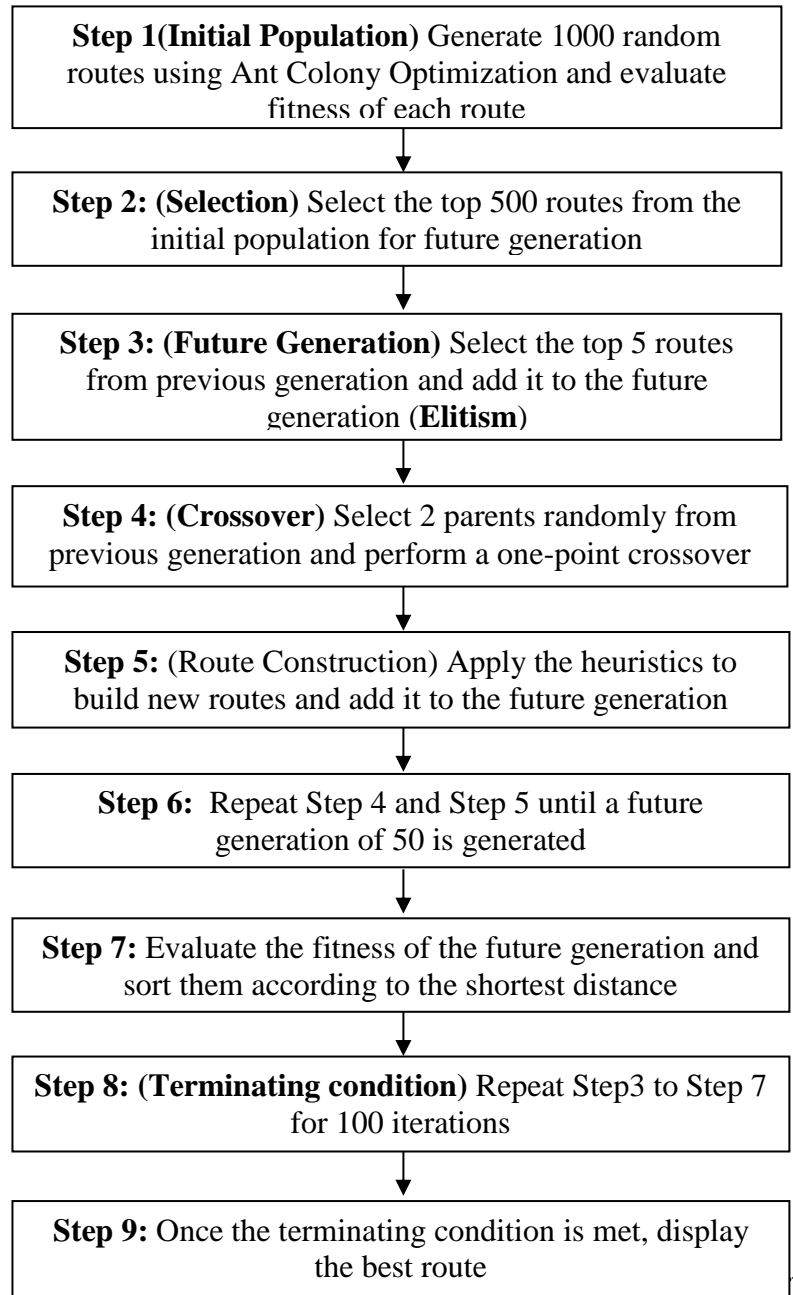 Step 1(Initial Population) Generate 1000 random
routes using Ant Colony Optimization and evaluate
fitness of each route
Step 2: (Selection) Select the top 500 routes from the
initial population for future generation
Step 3: (Future Generation) Select the top 5 routes
from previous generation and add it to the future
generation (Elitism)
Step 4: (Crossover) Select 2 parents randomly from
previous generation and perform a one-point crossover
Step 5: (Route Construction) Apply the heuristics to
build new routes and add it to the future generation
Step 6: Repeat Step 4 and Step 5 until a future
generation of 50 is generated
Step 7: Evaluate the fitness of the future generation and
sort them according to the shortest distance
Step 8: (Terminating condition) Repeat Step3 to Step 7
for 100 iterations
Step 9: Once the terminating condition is met, display
the best route